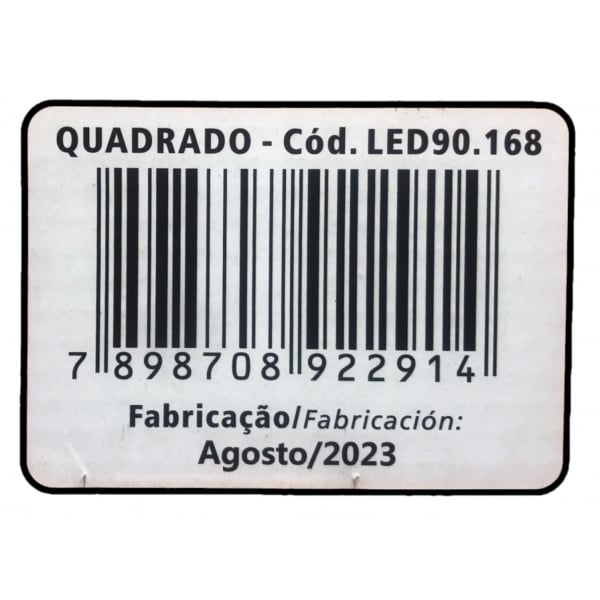 QUADRADO - Cód. LED90.168
7 898708 922914
Fabricação/Fabricación:
Agosto/2023